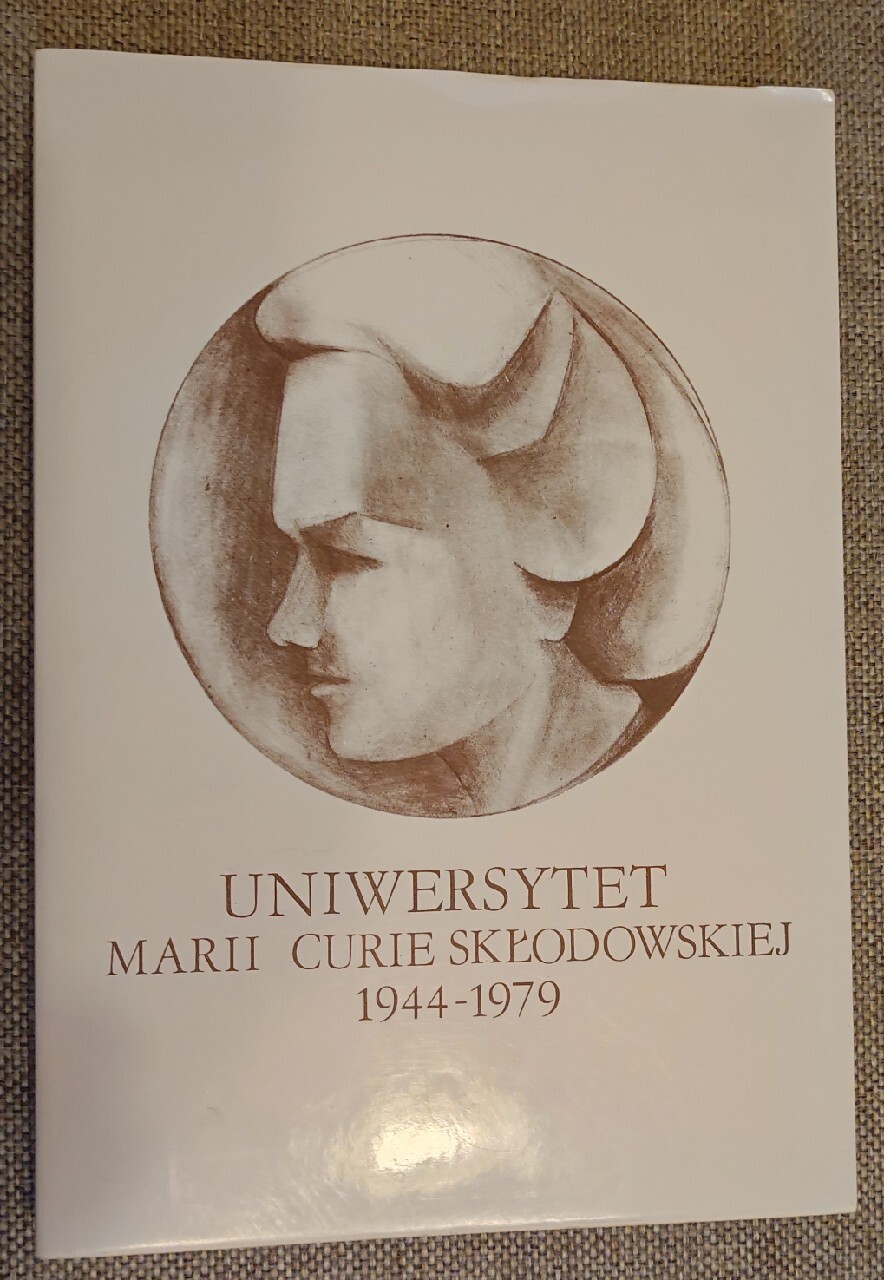 UNIWERSYTET
MARII CURIE SKŁODOWSKIEJ
1944-1979